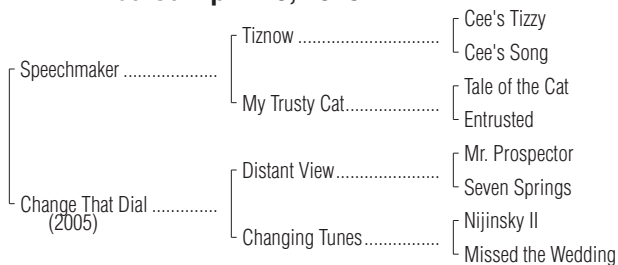 Cee's Tizzy
Tiznow
Cee's Song
Speechmaker
Tale of the Cat
My Trusty Cat
Entrusted
Mr. Prospector
Distant View
Seven Springs
Change That Dial
(2005)
Nijinsky II
Changing Tunes
Missed the Wedding